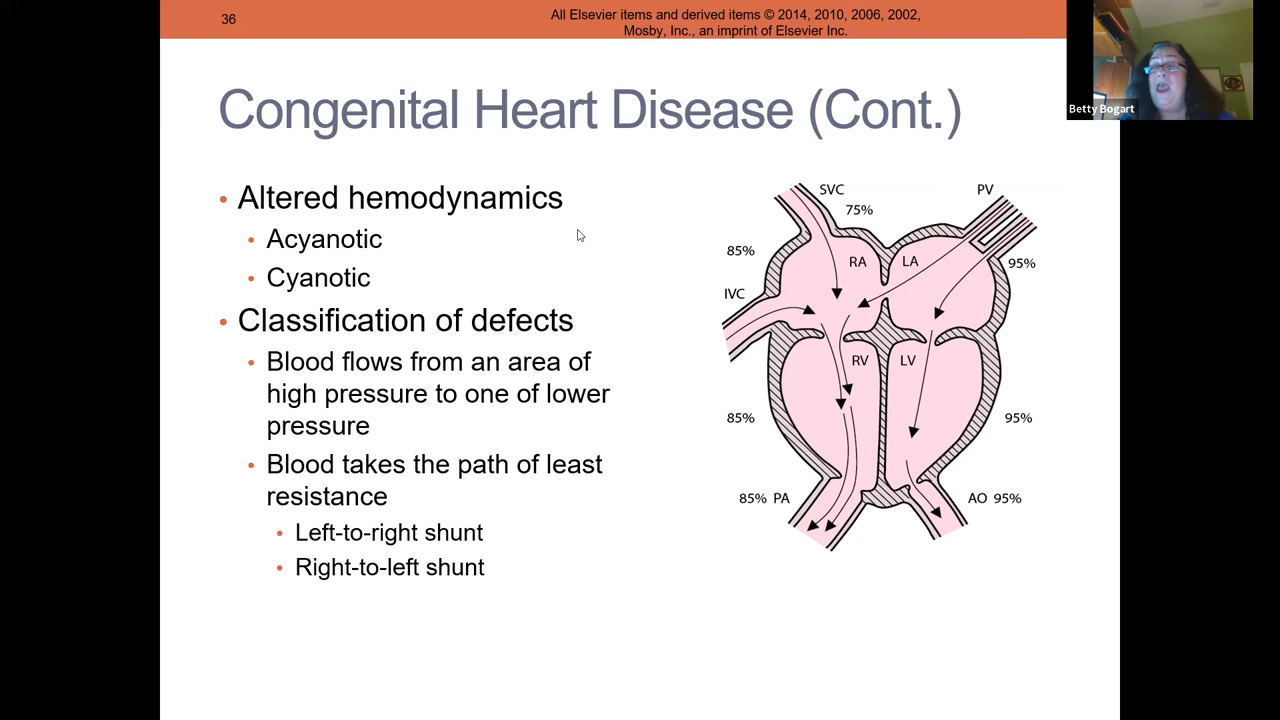 36
All Elsevier items and derived items © 2014, 2010, 2006, 2002,
Mosby, Inc., an imprint of Elsevier Inc.
Betty Bogart
Congenital Heart Disease (Cont.)
• Altered hemodynamics
• Acyanotic
• Cyanotic
• Classification of defects
• Blood flows from an area of
high pressure to one of lower
pressure
• Blood takes the path of least
resistance
• Left-to-right shunt
• Right-to-left shunt
SVC
PV
75%
85%
RA
LA
95%
IVC
RV
LV
85%
95%
85% PA
AO 95%